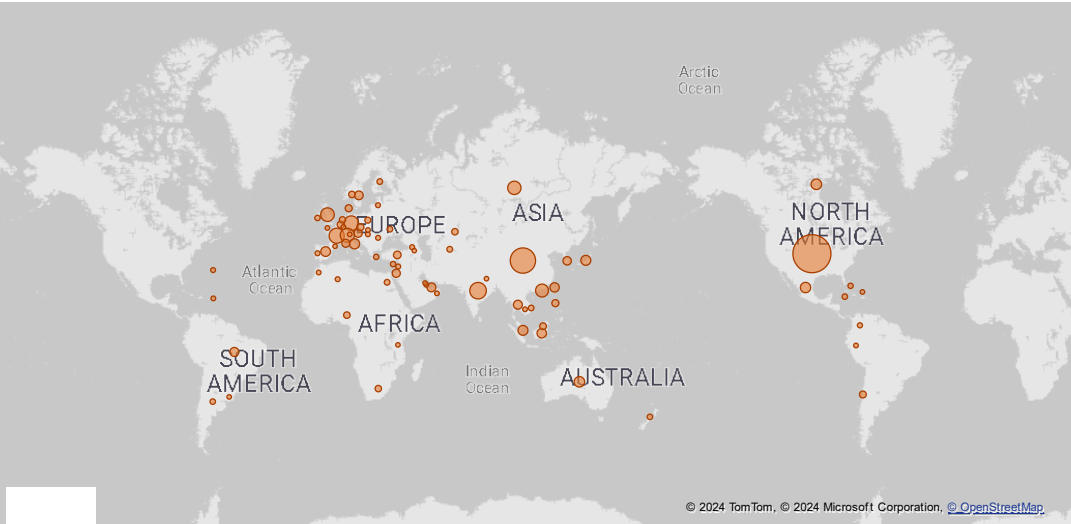 Arctic
Ocean
ASIA
NORTH
AMERICA
EUROPE
Atlantic
Ocean
AFRICA
SOUTH
AMERICA
Indian
Ocean
AUSTRALIA
© 2024 TomTom, © 2024 Microsoft Corporation, © OpenStreetMap